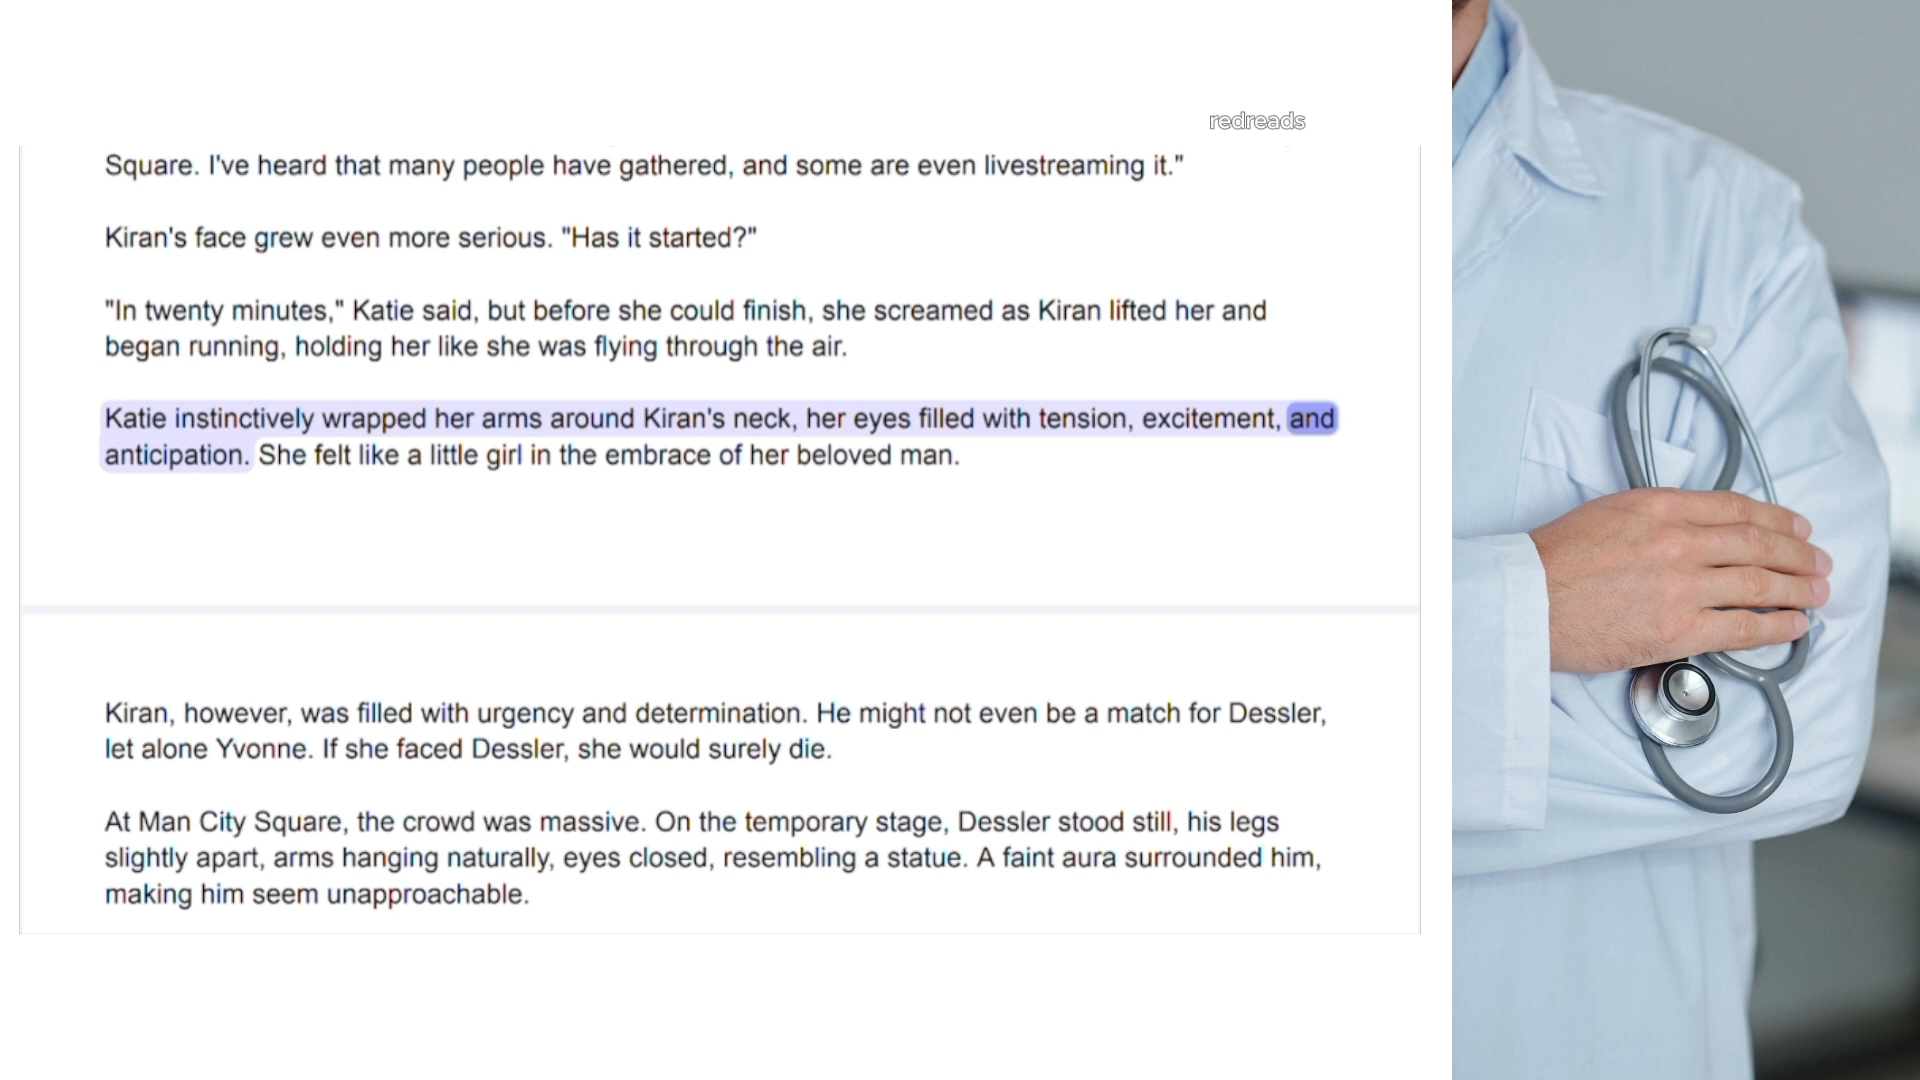 redreads
Square. I've heard that many people have gathered, and some are even livestreaming it."
Kiran's face grew even more serious. "Has it started?"
"In twenty minutes," Katie said, but before she could finish, she screamed as Kiran lifted her and
began running, holding her like she was flying through the air.
Katie instinctively wrapped her arms around Kiran's neck, her eyes filled with tension, excitement, and
anticipation. She felt like a little girl in the embrace of her beloved man.
Kiran, however, was filled with urgency and determination. He might not even be a match for Dessler,
let alone Yvonne. If she faced Dessler, she would surely die.
At Man City Square, the crowd was massive. On the temporary stage, Dessler stood still, his legs
slightly apart, arms hanging naturally, eyes closed, resembling a statue. A faint aura surrounded him,
making him seem unapproachable.